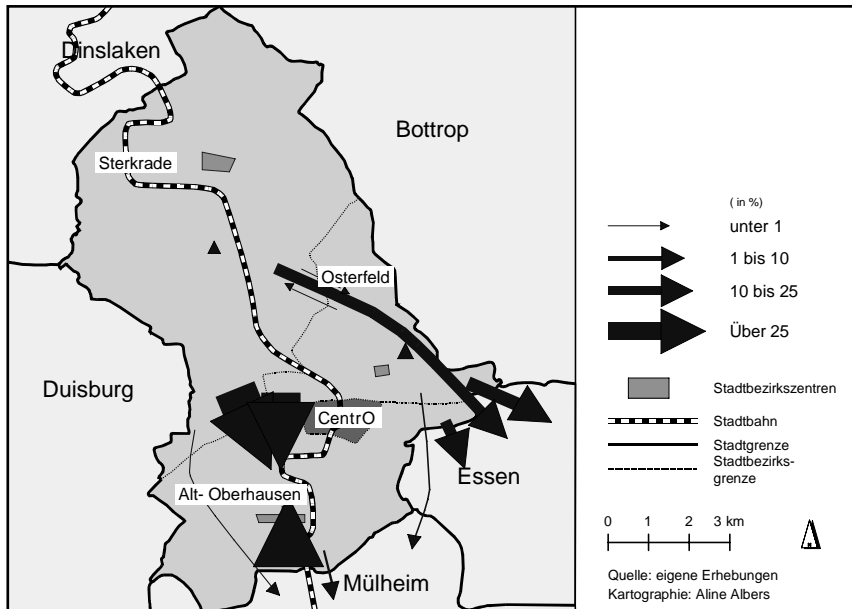 Dinslaken
Bottrop
Sterkrade
Osterfeld
Duisburg
CentrO
Essen
Alt- Oberhausen
Mülheim
( in %)
unter 1
1 bis 10
10 bis 25
Über 25
Stadtbezirkszentren
Stadtbahn
Stadtgrenze
Stadtbezirks-
grenze
0 1 2 3 km
Quelle: eigene Erhebungen
Kartographie: Aline Albers